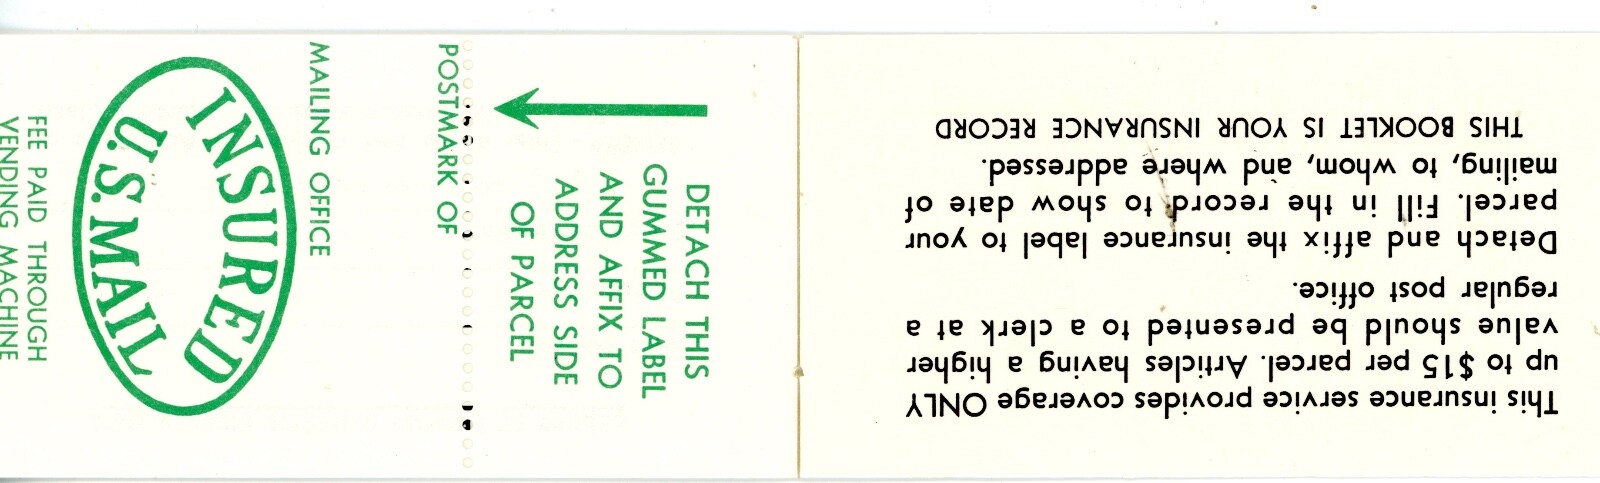 This insurance service provides coverage ONLY
up to $15 per parcel. Articles having a higher
value should be presented to a clerk at a
regular post office.
Detach and affix the insurance label to your
parcel. Fill in the record to show date of
mailing, to whom, and where addressed.
THIS BOOKLET IS YOUR INSURANCE RECORD
DETACH THIS
GUMMED LABEL
AND AFFIX TO
ADDRESS SIDE
OF PARCEL
POSTMARK OF
MAILING OFFICE
INSURED
U.S. MAIL
FEE PAID THROUGH
VENDING MACHINE